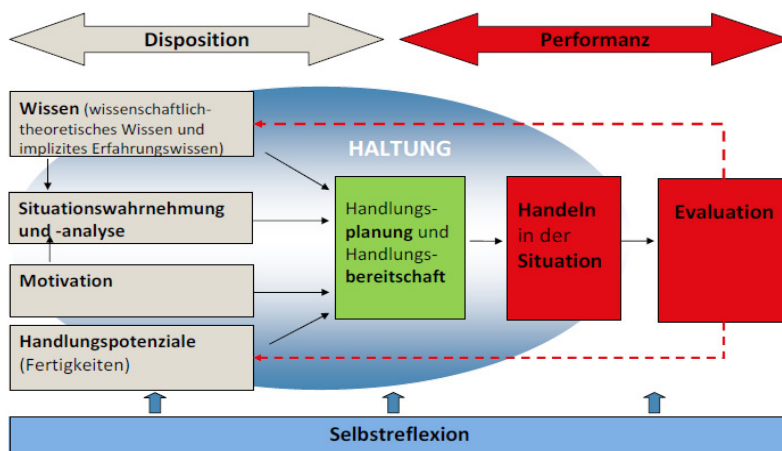 Disposition
Performanz
Wissen (wissenschaftlich-
theoretisches Wissen und
implizites Erfahrungswissen)
HALTUNG
Situationswahrnehmung
und -analyse
Motivation
Handlungspotenziale
(Fertigkeiten)
Handlungs-
planung und
Handlungs-
bereitschaft
Handeln
in der
Situation
Evaluation
Selbstreflexion